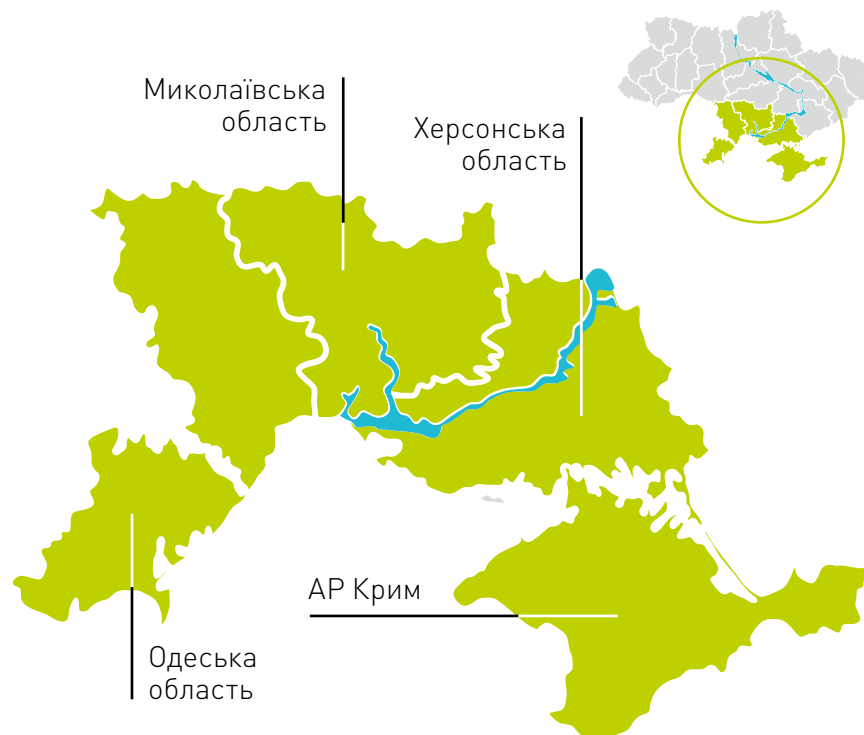 Миколаївська
область
Херсонська
область
АР Крим
Одеська
область